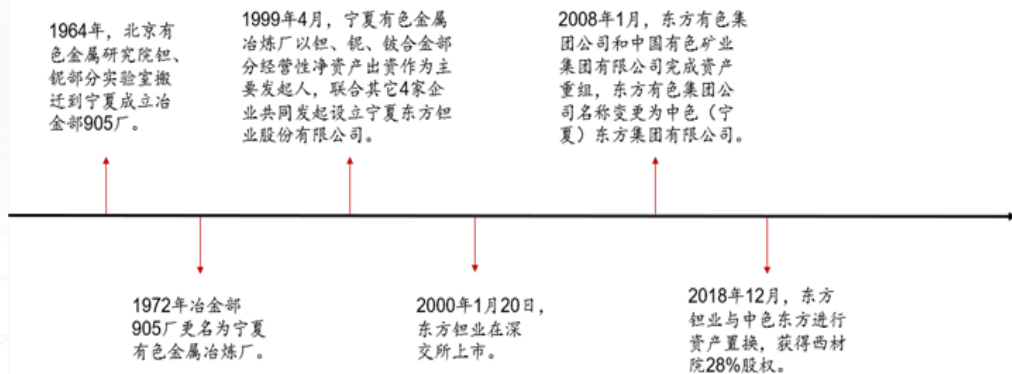 1964年，北京有
色金属研究院钽、
铌部分实验室搬
迁到宁夏成立冶
金部905厂。
1999年4月，宁夏有色金属
冶炼厂以钽、铌、铍合金部
分经营性净资产出资作为主
要发起人，联合其它4家企
业共同发起设立宁夏东方钽
业股份有限公司。
2008年1月，东方有色集
团公司和中国有色矿业
集团有限公司完成资产
重组，东方有色集团公
司名称变更为中色（宁
夏）东方集团有限公司。
1972年冶金部
905厂更名为宁夏
有色金属冶炼厂。
2000年1月20日，
东方钽业在深
交所上市。
2018年12月，东方
钽业与中色东方进行
资产置换，获得西材
院28%股权。